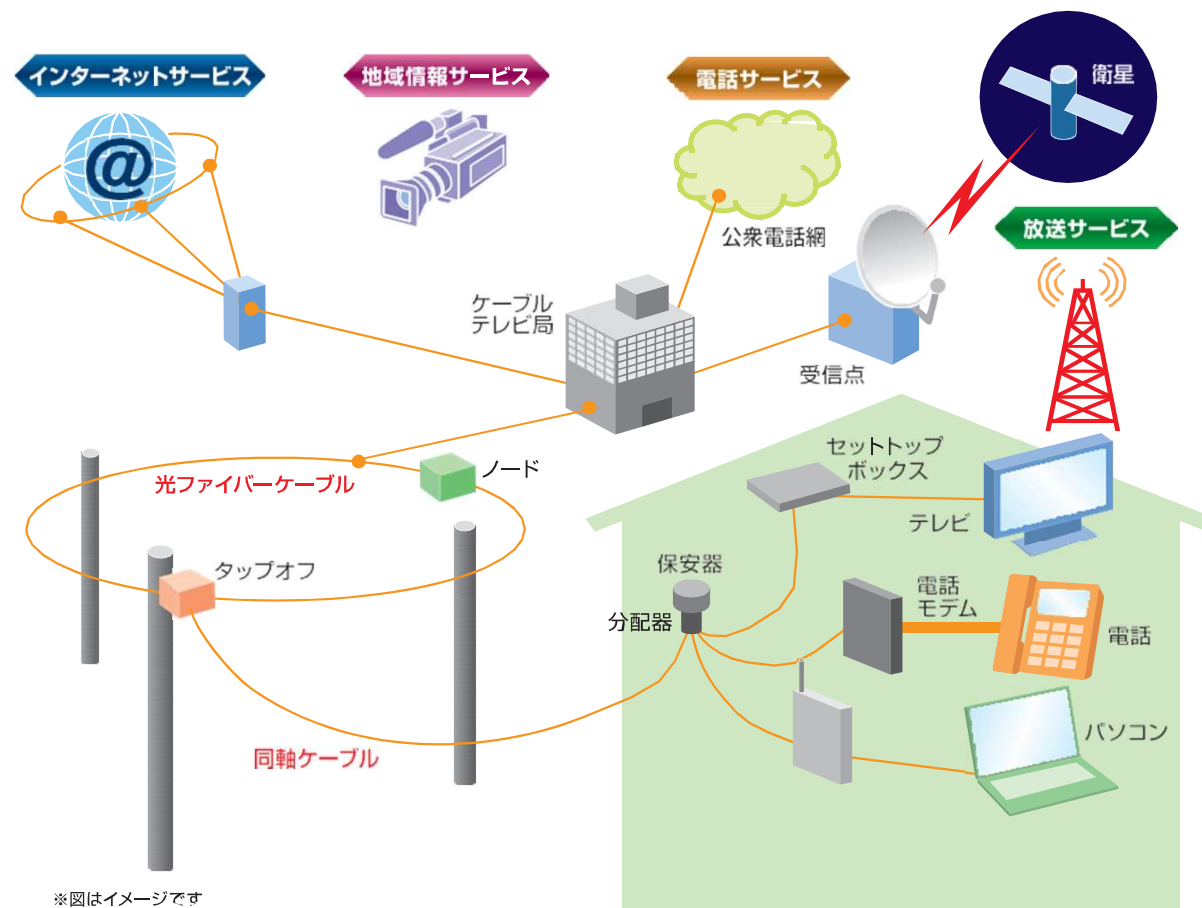 インターネットサービス
地域情報サービス
電話サービス
衛星
放送サービス
公衆電話網
ケーブル
テレビ局
受信点
セットトップ
ボックス
ノード
光ファイバーケーブル
テレビ
保安器
タップオフ
電話
モデム
分配器
電話
パソコン
同軸ケーブル
※図はイメージです
@